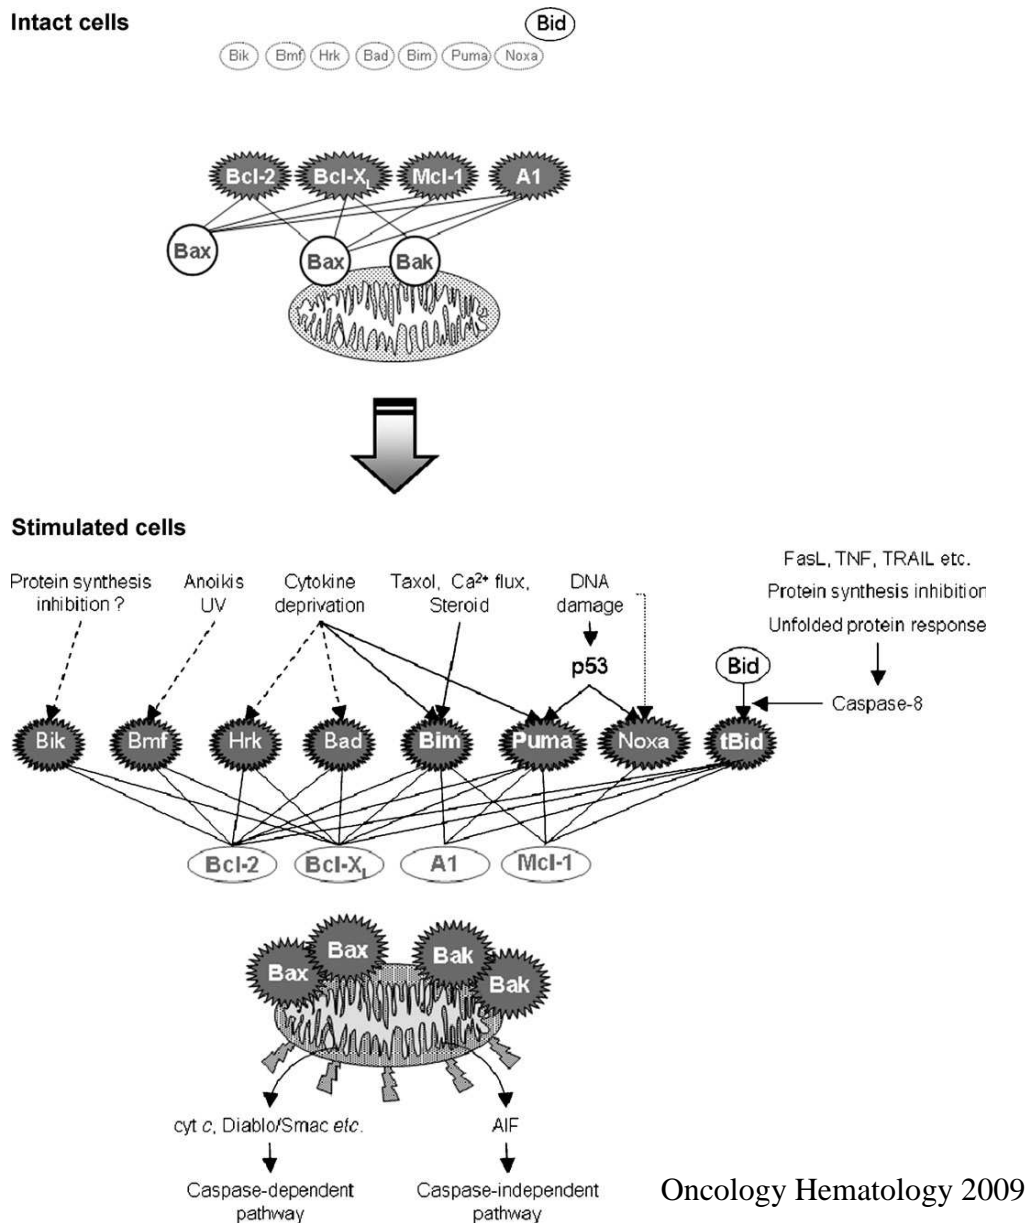 Intact cells
Bid
Bik Bmf Hrk Bad Bim Puma Noxa
Bcl-2 Bcl-XL Mcl-1 A1
Bax Bax Bak
Stimulated cells
FasL, TNF, TRAIL etc.
Protein synthesis inhibition
Unfolded protein response
Protein synthesis
inhibition ?
Anoikis
UV
Cytokine
deprivation
Taxol, Ca2+ flux,
Steroid
DNA
damage
p53
Bid
Caspase-8
Bik Bmf Hrk Bad Bim Puma Noxa tBid
Bcl-2 Bcl-XL A1 Mcl-1
Bax Bax Bak Bak
cyt c, Diablo/Smac etc.
AIF
Caspase-dependent
pathway
Caspase-independent
pathway
Oncology Hematology 2009